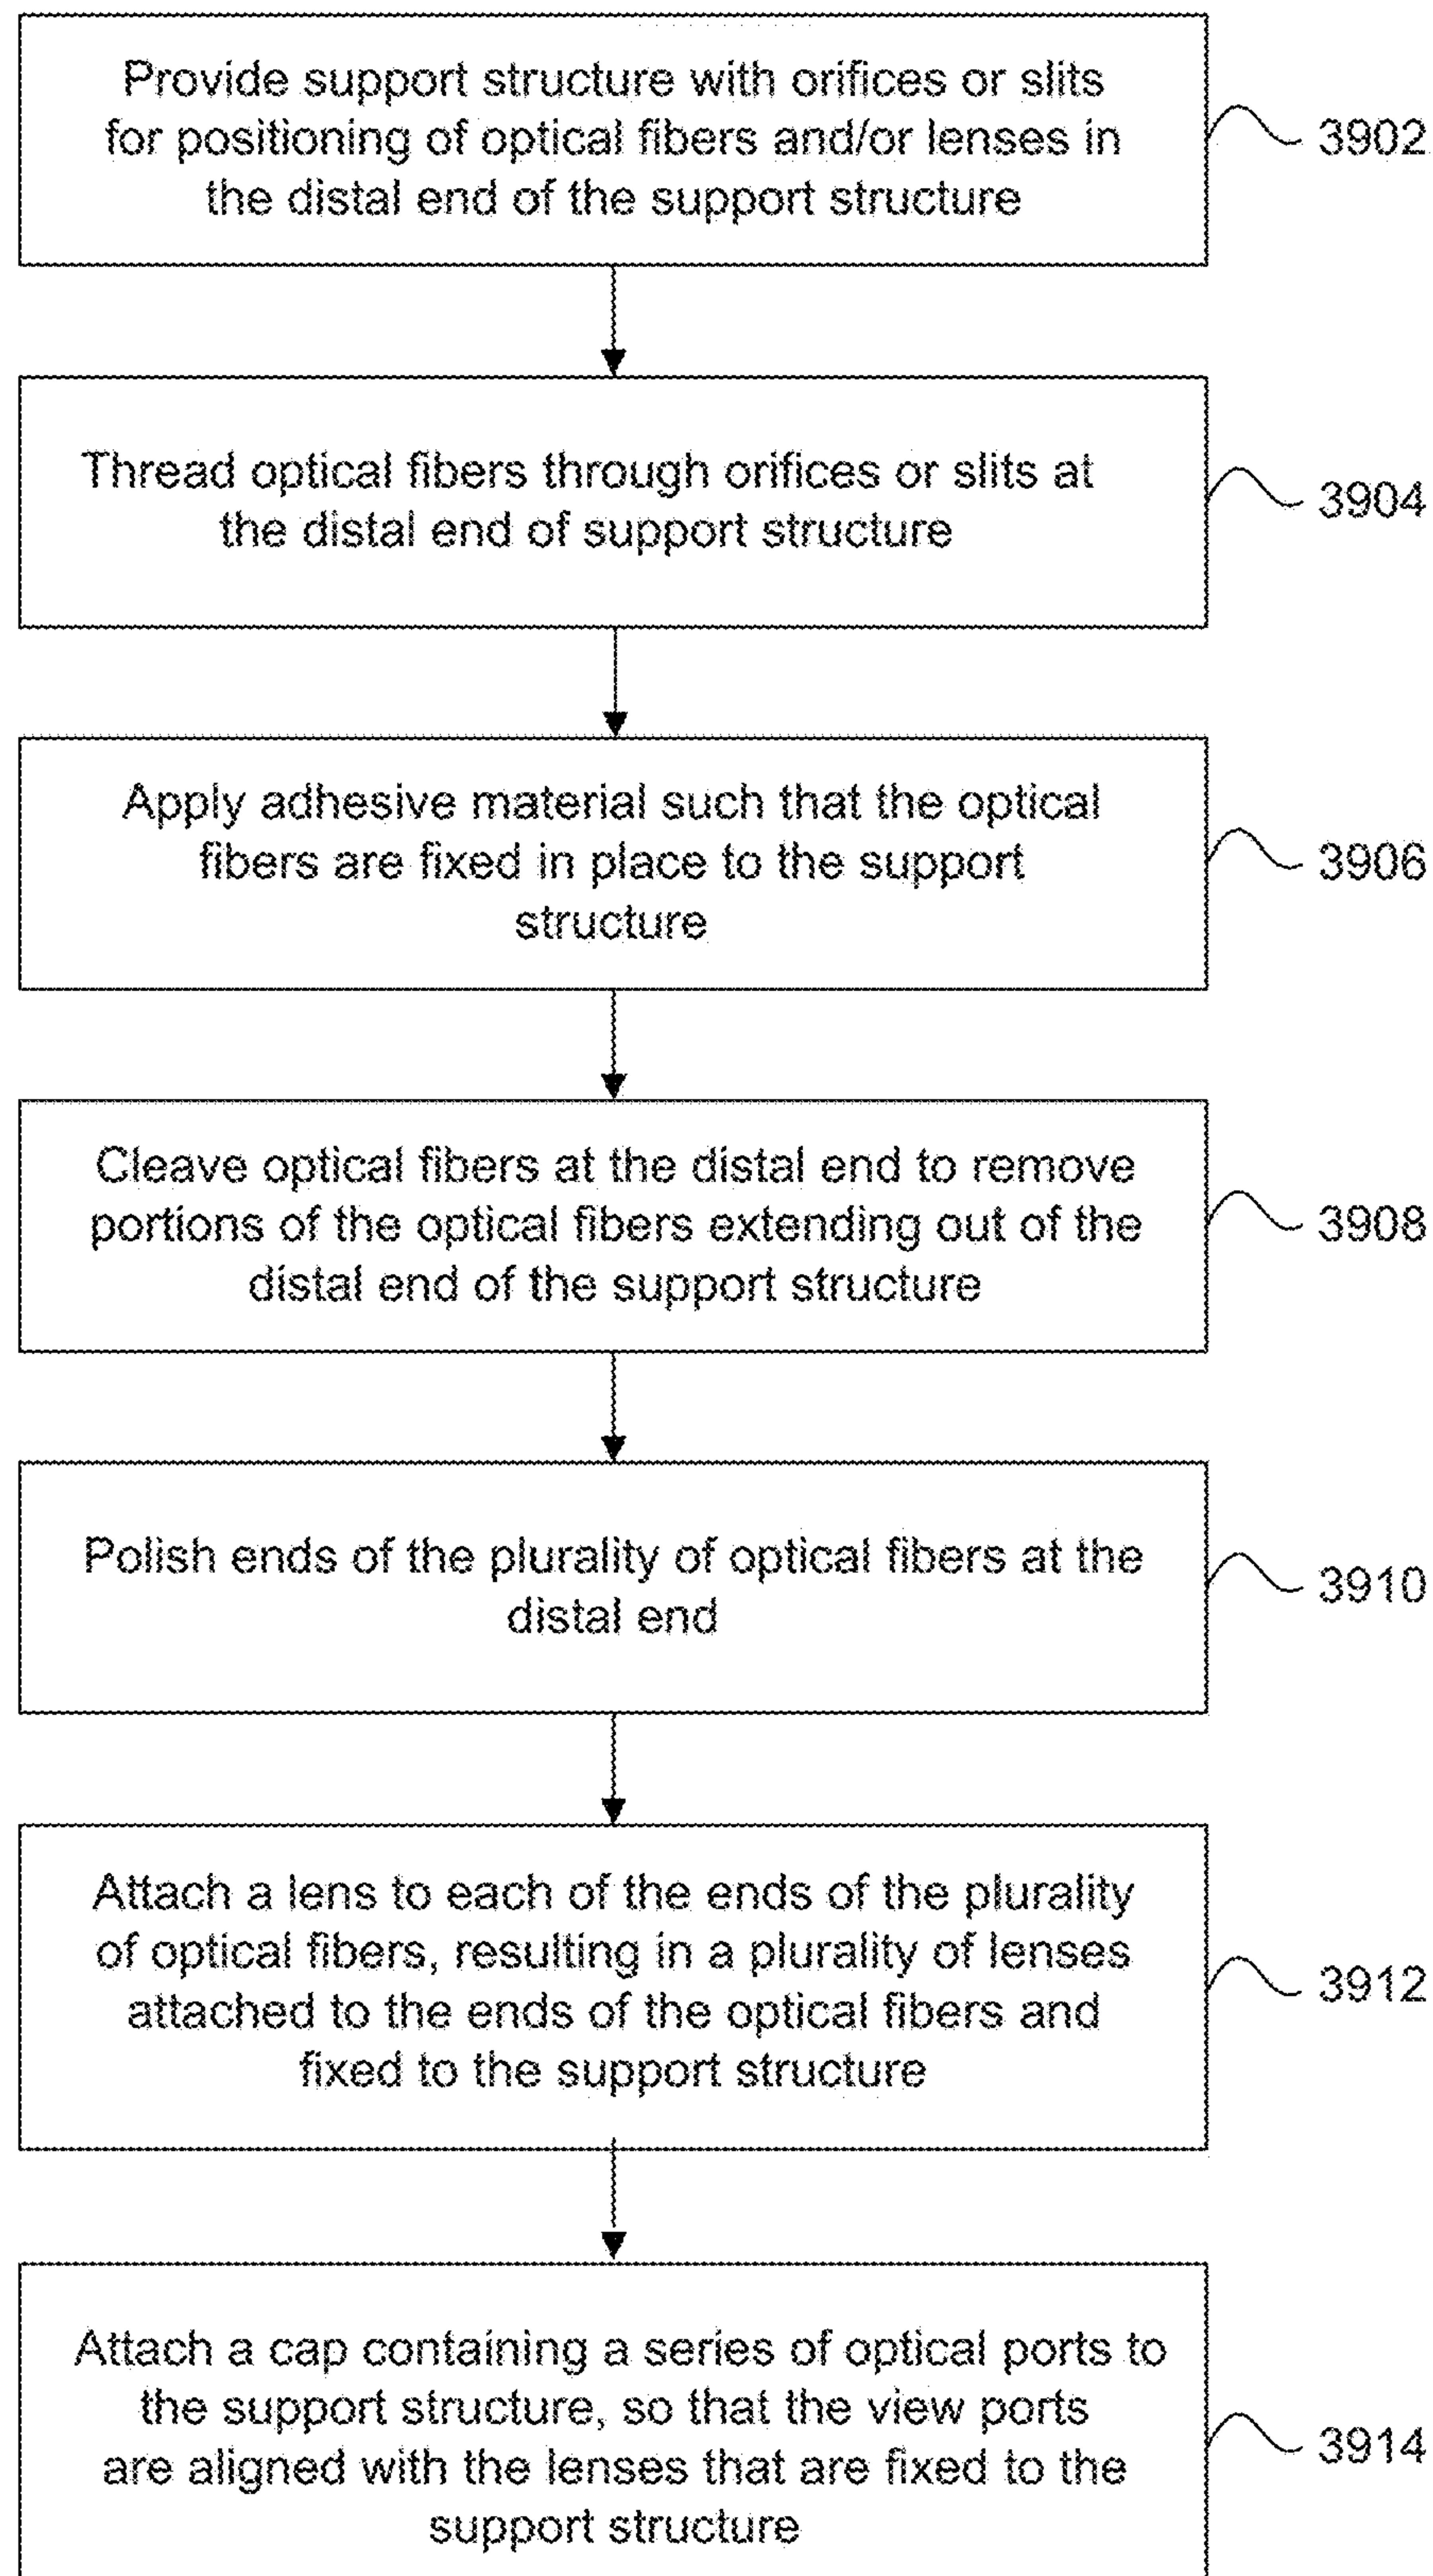 Provide support structure with orifices or slits
for positioning of optical fibers and/or lenses in
the distal end of the support structure
3902
Thread optical fibers through orifices or slits at
the distal end of support structure
3904
Apply adhesive material such that the optical
fibers are fixed in place to the support
structure
3906
Cleave optical fibers at the distal end to remove
portions of the optical fibers extending out of the
distal end of the support structure
3908
Polish ends of the plurality of optical fibers at the
distal end
3910
Attach a lens to each of the ends of the plurality
of optical fibers, resulting in a plurality of lenses
attached to the ends of the optical fibers and
fixed to the support structure
3912
Attach a cap containing a series of optical ports to
the support structure, so that the view ports
are aligned with the lenses that are fixed to the
support structure
3914